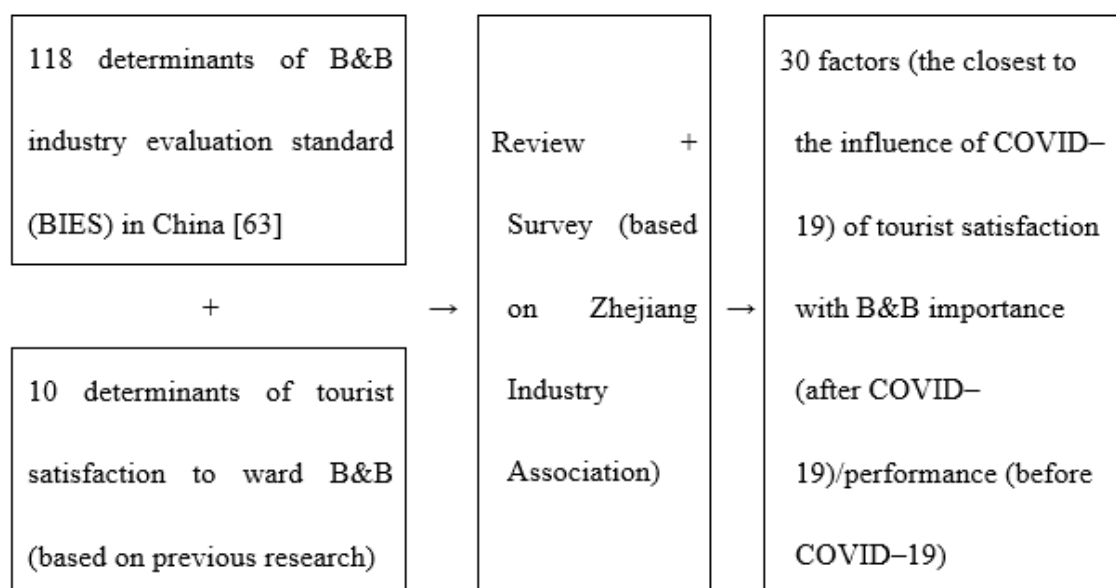 118 determinants of B&B
industry evaluation standard
(BIES) in China [63]
+
10 determinants of tourist
satisfaction to ward B&B
(based on previous research)
→
Review +
Survey (based
on Zhejiang
Industry
Association)
→
30 factors (the closest to
the influence of COVID–
19) of tourist satisfaction
with B&B importance
(after COVID–
19)/performance (before
COVID–19)